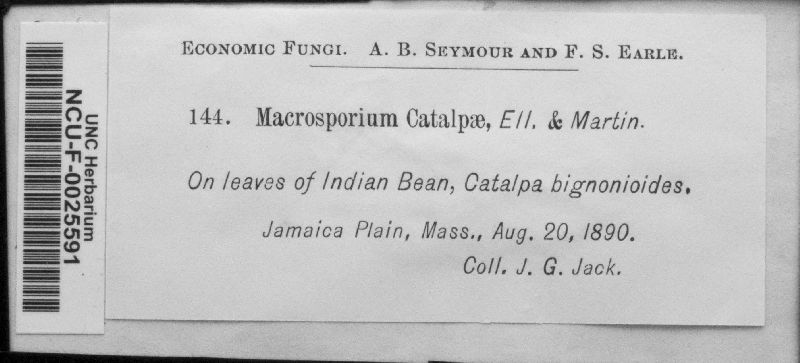 ECONOMIC FUNGI. A. B. SEYMOUR AND F. S. EARLE.
144. Macrosporium Catalpæ, Ell. & Martin.
On leaves of Indian Bean, Catalpa bignonioides.
Jamaica Plain, Mass., Aug. 20, 1890.
Coll. J. G. Jack.
UNC Herbarium
NCU-F-0025591